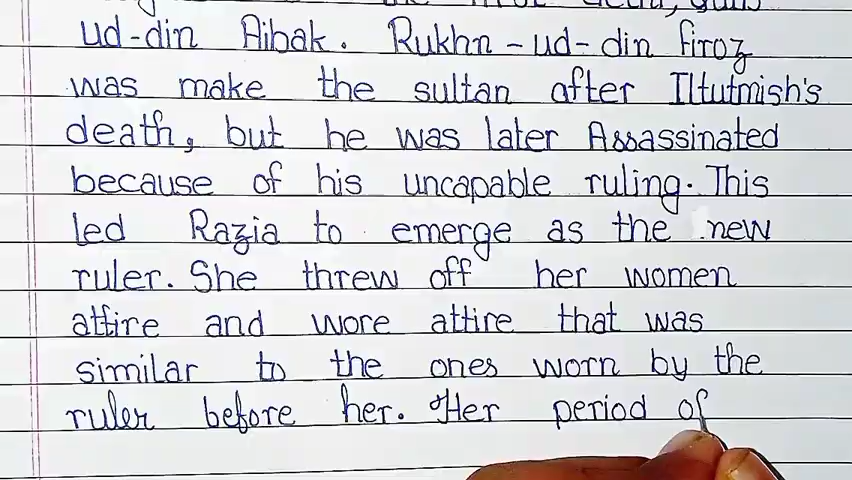 ud-din Aibak. Rukhn-ud-din firoz
was make the sultan after Iltutmish's
death, but he was later Assassinated
because of his uncapable ruling. This
led Razia to emerge as the new
ruler. She threw off her women
attire and wore attire that was
similar to the ones worn by the
ruler before her. Her period of